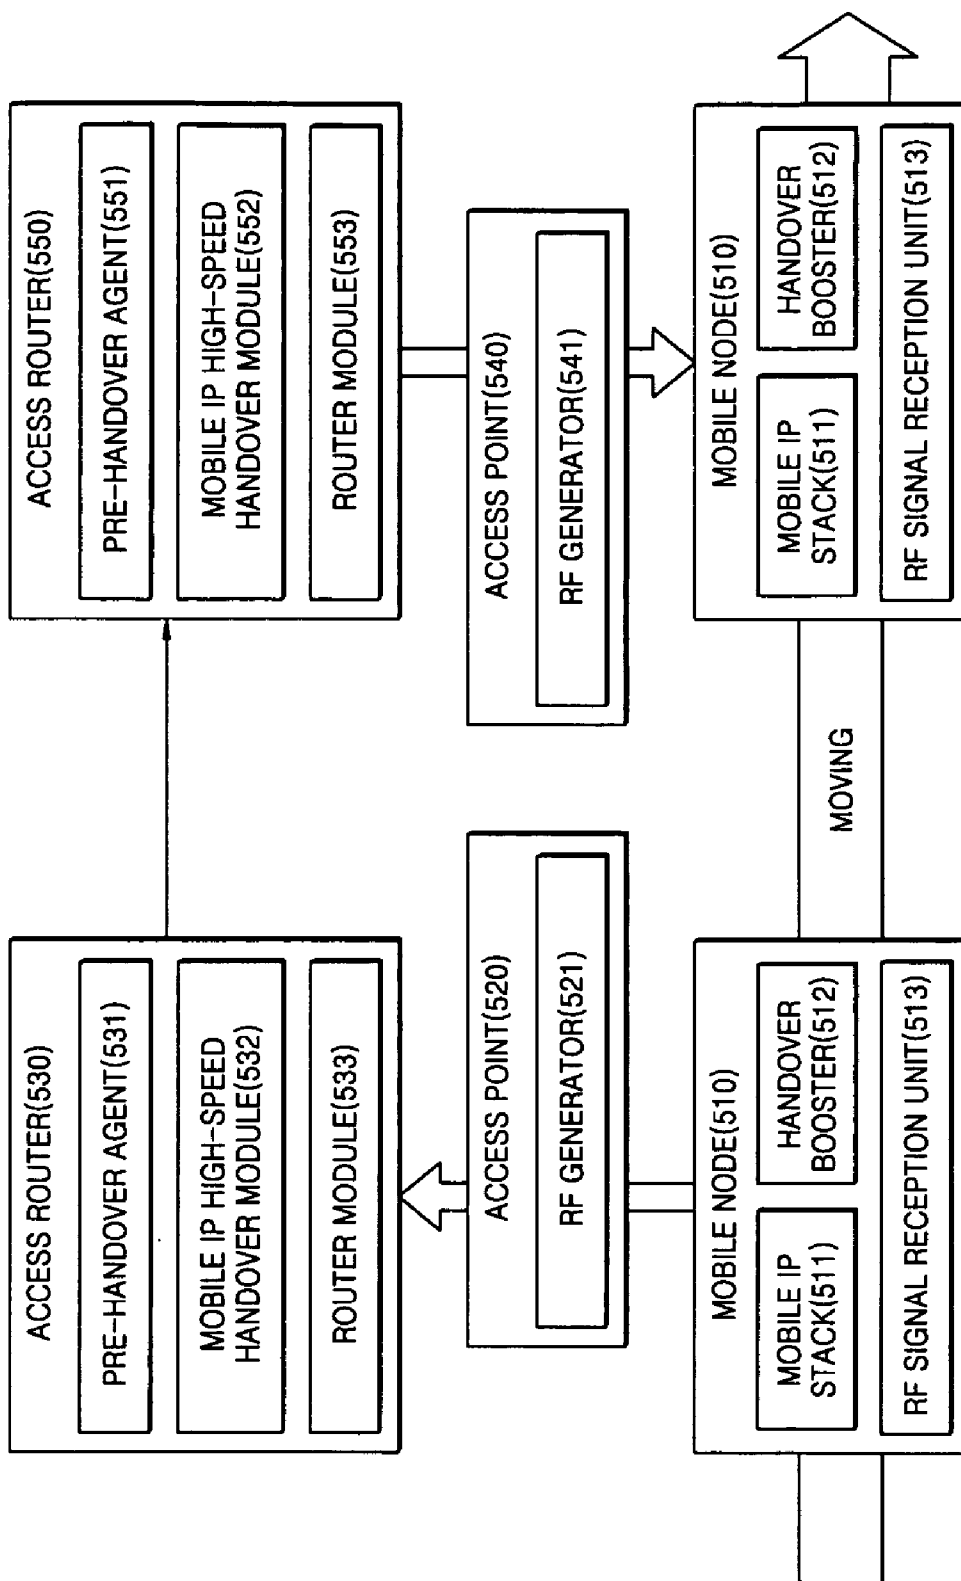 ACCESS ROUTER(530)
PRE-HANDOVER AGENT(531)
MOBILE IP HIGH-SPEED
HANDOVER MODULE(532)
ROUTER MODULE(533)
ACCESS POINT(520)
RF GENERATOR(521)
MOBILE NODE(510)
MOBILE IP
STACK(511)
HANDOVER
BOOSTER(512)
RF SIGNAL RECEPTION UNIT(513)
MOVING
ACCESS ROUTER(550)
PRE-HANDOVER AGENT(551)
MOBILE IP HIGH-SPEED
HANDOVER MODULE(552)
ROUTER MODULE(553)
ACCESS POINT(540)
RF GENERATOR(541)
MOBILE NODE(510)
MOBILE IP
STACK(511)
HANDOVER
BOOSTER(512)
RF SIGNAL RECEPTION UNIT(513)